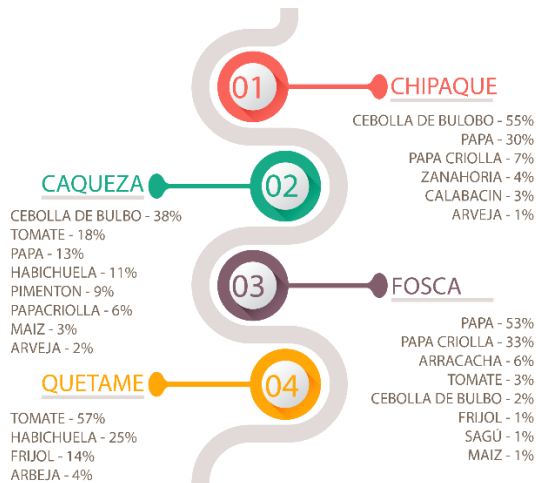 01
CHIPAQUE
CEBOLLA DE BULOBO - 55%
PAPA - 30%
PAPA CRIOLLA - 7%
ZANAHORIA - 4%
CALABACIN - 3%
ARVEJA - 1%
02
CAQUEZA
CEBOLLA DE BULBO - 38%
TOMATE - 18%
PAPA - 13%
HABICHUELA - 11%
PIMENTON - 9%
PAPACRIOLLA - 6%
MAIZ - 3%
ARVEJA - 2%
03
FOSCA
PAPA - 53%
PAPA CRIOLLA - 33%
ARRACACHA - 6%
TOMATE - 3%
CEBOLLA DE BULBO - 2%
FRIJOL - 1%
SAGÚ - 1%
MAIZ - 1%
04
QUETAME
TOMATE - 57%
HABICHUELA - 25%
FRIJOL - 14%
ARBEJA - 4%